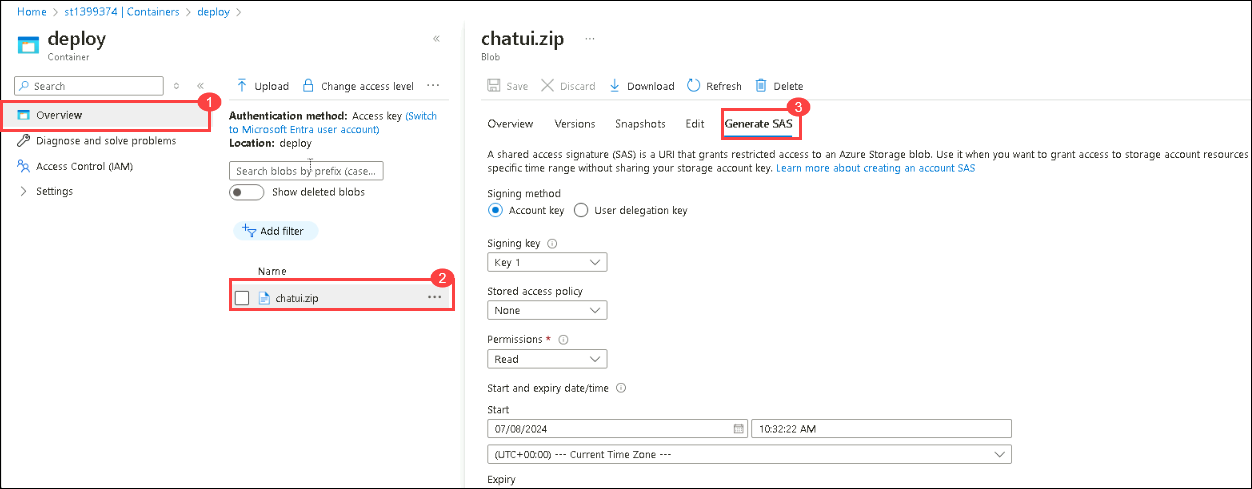 Home > st1399374 | Containers > deploy >
deploy
Container
Search
Overview
1
Diagnose and solve problems
Access Control (IAM)
Settings
Upload
Change access level
Authentication method: Access key (Switch
to Microsoft Entra user account)
Location: deploy
Search blobs by prefix (case...
Show deleted blobs
Add filter
Name
2
chatui.zip
chatui.zip
Blob
Save
Discard
Download
Refresh
Delete
3
Overview
Versions
Snapshots
Edit
Generate SAS
A shared access signature (SAS) is a URI that grants restricted access to an Azure Storage blob. Use it when you want to grant access to storage account resources
specific time range without sharing your storage account key. Learn more about creating an account SAS
Signing method
Account key
User delegation key
Signing key
Key 1
Stored access policy
None
Permissions *
Read
Start and expiry date/time
Start
07/08/2024
10:32:22 AM
(UTC+00:00) --- Current Time Zone ---
Expiry